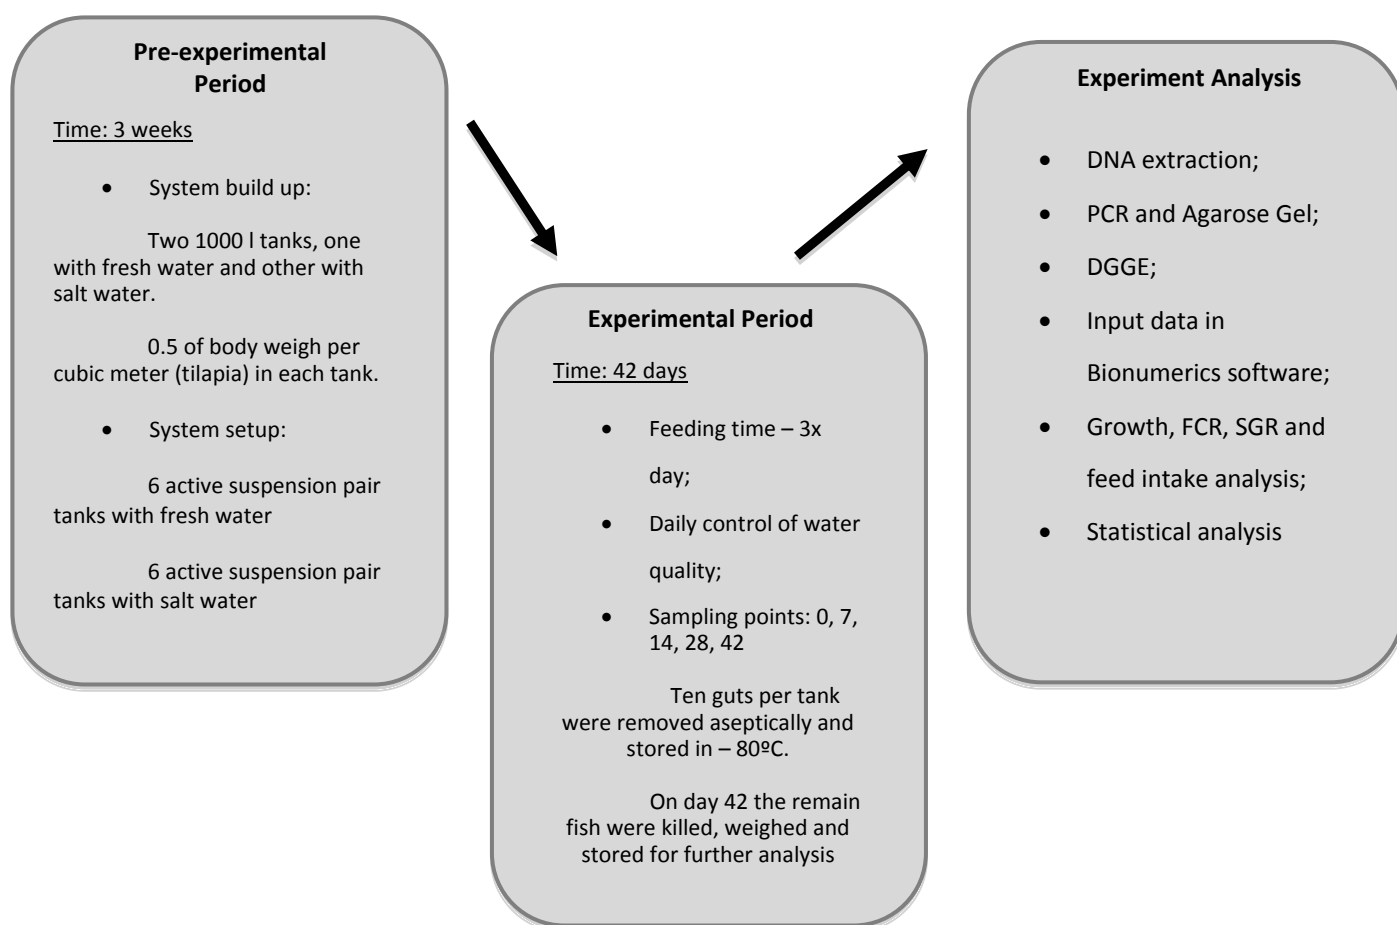 Pre-experimental
Period
Time: 3 weeks
• System build up:
Two 1000 l tanks, one
with fresh water and other with
salt water.
0.5 of body weigh per
cubic meter (tilapia) in each tank.
• System setup:
6 active suspension pair
tanks with fresh water
6 active suspension pair
tanks with salt water
Experimental Period
Time: 42 days
• Feeding time – 3x
day;
• Daily control of water
quality;
• Sampling points: 0, 7,
14, 28, 42
Ten guts per tank
were removed aseptically and
stored in – 80ºC.
On day 42 the remain
fish were killed, weighed and
stored for further analysis
Experiment Analysis
• DNA extraction;
• PCR and Agarose Gel;
• DGGE;
• Input data in
Bionumerics software;
• Growth, FCR, SGR and
feed intake analysis;
• Statistical analysis